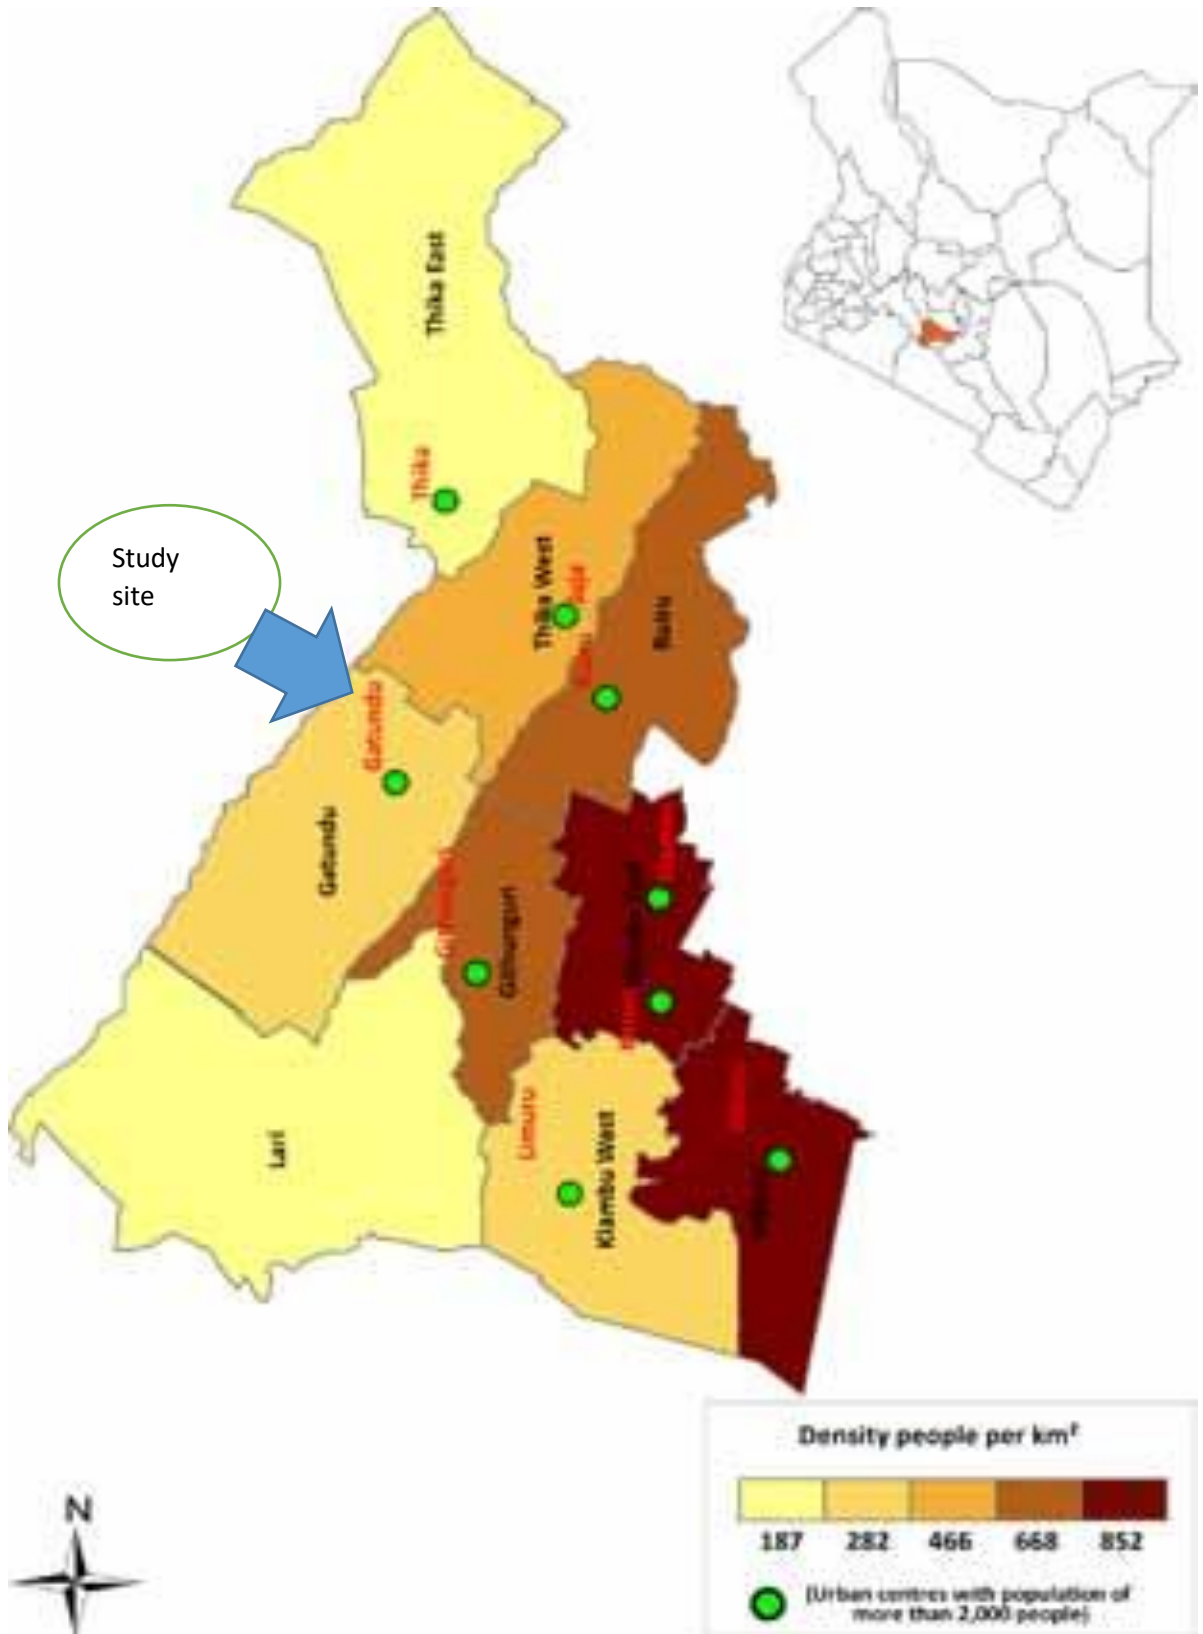 Thika East
Thika
Study
site
Thika West
Ruiru
Gatundu
Gatundu
Githunguri
Limuru
Kiambu West
Lari
Density people per km²
187 282 466 668 852
(Urban centres with population of
more than 2,000 people)
N